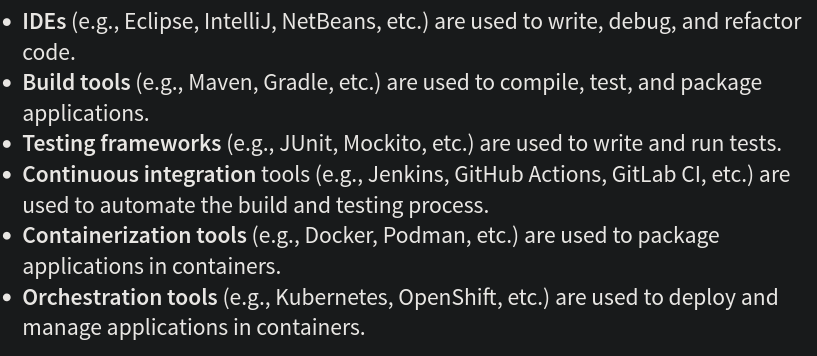 • IDEs (e.g., Eclipse, IntelliJ, NetBeans, etc.) are used to write, debug, and refactor
code.
• Build tools (e.g., Maven, Gradle, etc.) are used to compile, test, and package
applications.
• Testing frameworks (e.g., JUnit, Mockito, etc.) are used to write and run tests.
• Continuous integration tools (e.g., Jenkins, GitHub Actions, GitLab CI, etc.) are
used to automate the build and testing process.
• Containerization tools (e.g., Docker, Podman, etc.) are used to package
applications in containers.
• Orchestration tools (e.g., Kubernetes, OpenShift, etc.) are used to deploy and
manage applications in containers.